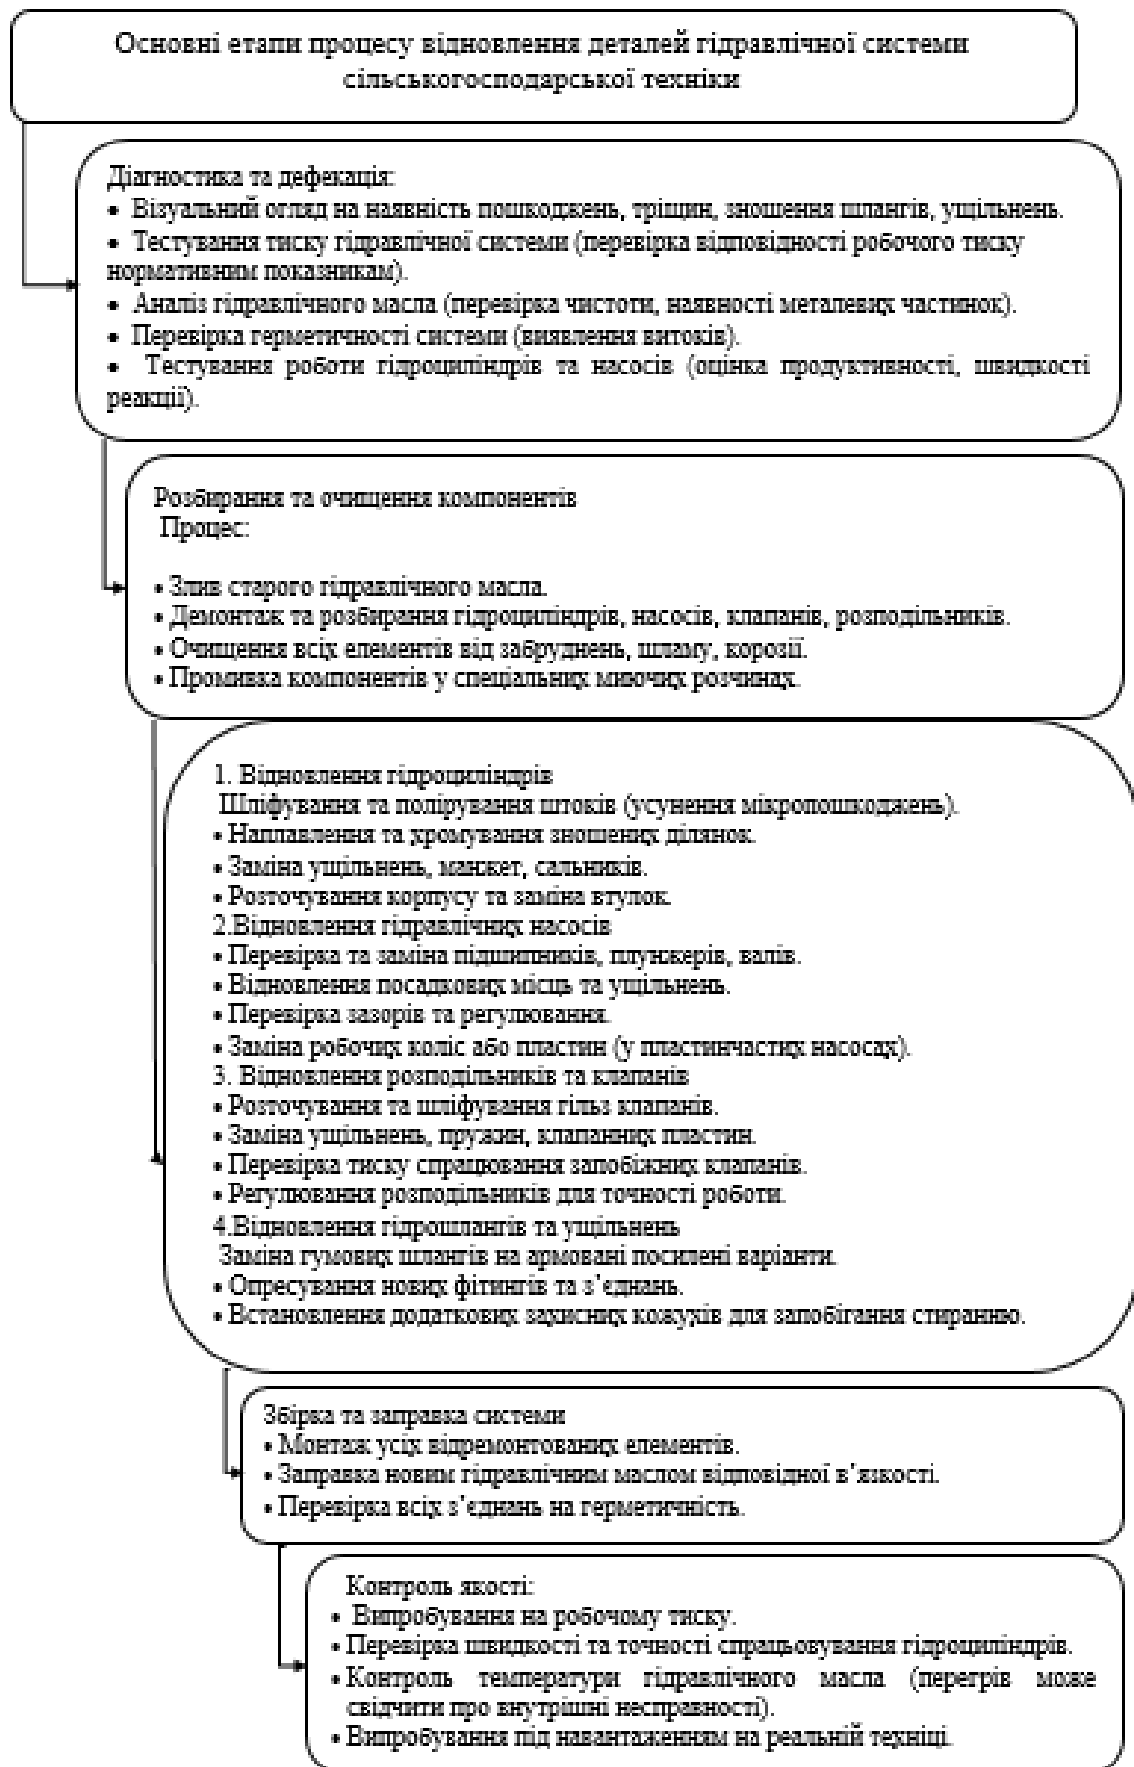 Основні етапи процесу відновлення деталей гідравлічної системи
сільськогосподарської техніки
Діагностика та дефекація:
• Візуальний огляд на наявність пошкоджень, тріщин, зношення шлангів, ущільнень.
• Тестування тиску гідравлічної системи (перевірка відповідності робочого тиску
нормативним показникам).
• Аналіз гідравлічного масла (перевірка чистоти, наявності металевих частинок).
• Перевірка герметичності системи (виявлення витоків).
• Тестування роботи гідроциліндрів та насосів (оцінка продуктивності, швидкості
реакції).
Розбирання та очищення компонентів
Процес:
• Злив старого гідравлічного масла.
• Демонтаж та розбирання гідроциліндрів, насосів, клапанів, розподільників.
• Очищення всіх елементів від забруднень, шламу, корозії.
• Промивка компонентів у спеціальних миючих розчинах.
1. Відновлення гідроциліндрів
Шліфування та полірування штоків (усунення мікропошкоджень).
• Наплавлення та хромування зношених ділянок.
• Заміна ущільнень, манжет, сальників.
• Розточування корпусу та заміна втулок.
2.Відновлення гідравлічних насосів
• Перевірка та заміна підшипників, плунжерів, валів.
• Відновлення посадкових місць та ущільнень.
• Перевірка зазорів та регулювання.
• Заміна робочих коліс або пластин (у пластинчастих насосах).
3. Відновлення розподільників та клапанів
• Розточування та шліфування гільз клапанів.
• Заміна ущільнень, пружин, клапанних пластин.
• Перевірка тиску спрацювання запобіжних клапанів.
• Регулювання розподільників для точності роботи.
4.Відновлення гідрошлангів та ущільнень
Заміна гумових шлангів на армовані посилені варіанти.
• Опресування нових фітингів та з’єднань.
• Встановлення додаткових захисних кожухів для запобігання стиранню.
Збірка та заправка системи
• Монтаж усіх відремонтованих елементів.
• Заправка новим гідравлічним маслом відповідної в’язкості.
• Перевірка всіх з’єднань на герметичність.
Контроль якості:
• Випробування на робочому тиску.
• Перевірка швидкості та точності спрацьовування гідроциліндрів.
• Контроль температури гідравлічного масла (перегрів може
свідчити про внутрішні несправності).
• Випробування під навантаженням на реальній техніці.